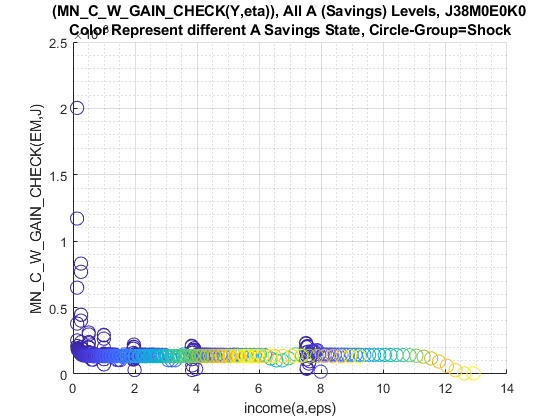 (MN_C_W_GAIN_CHECK(Y,eta)), All A (Savings) Levels, J38M0E0K0
Color Represent different A Savings State, Circle-Group=Shock
2.5
2
1.5
1
0.5
0
MN_C_W_GAIN_CHECK(EM,J)
0 2 4 6 8 10 12 14
income(a,eps)